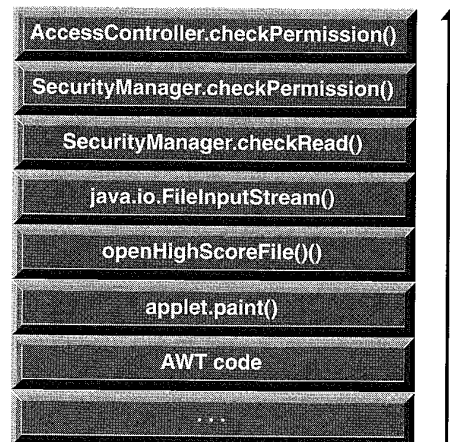 AccessController.checkPermission()
SecurityManager.checkPermission()
SecurityManager.checkRead()
java.io.FileInputStream()
openHighScoreFile()()
applet.paint()
AWT code
...